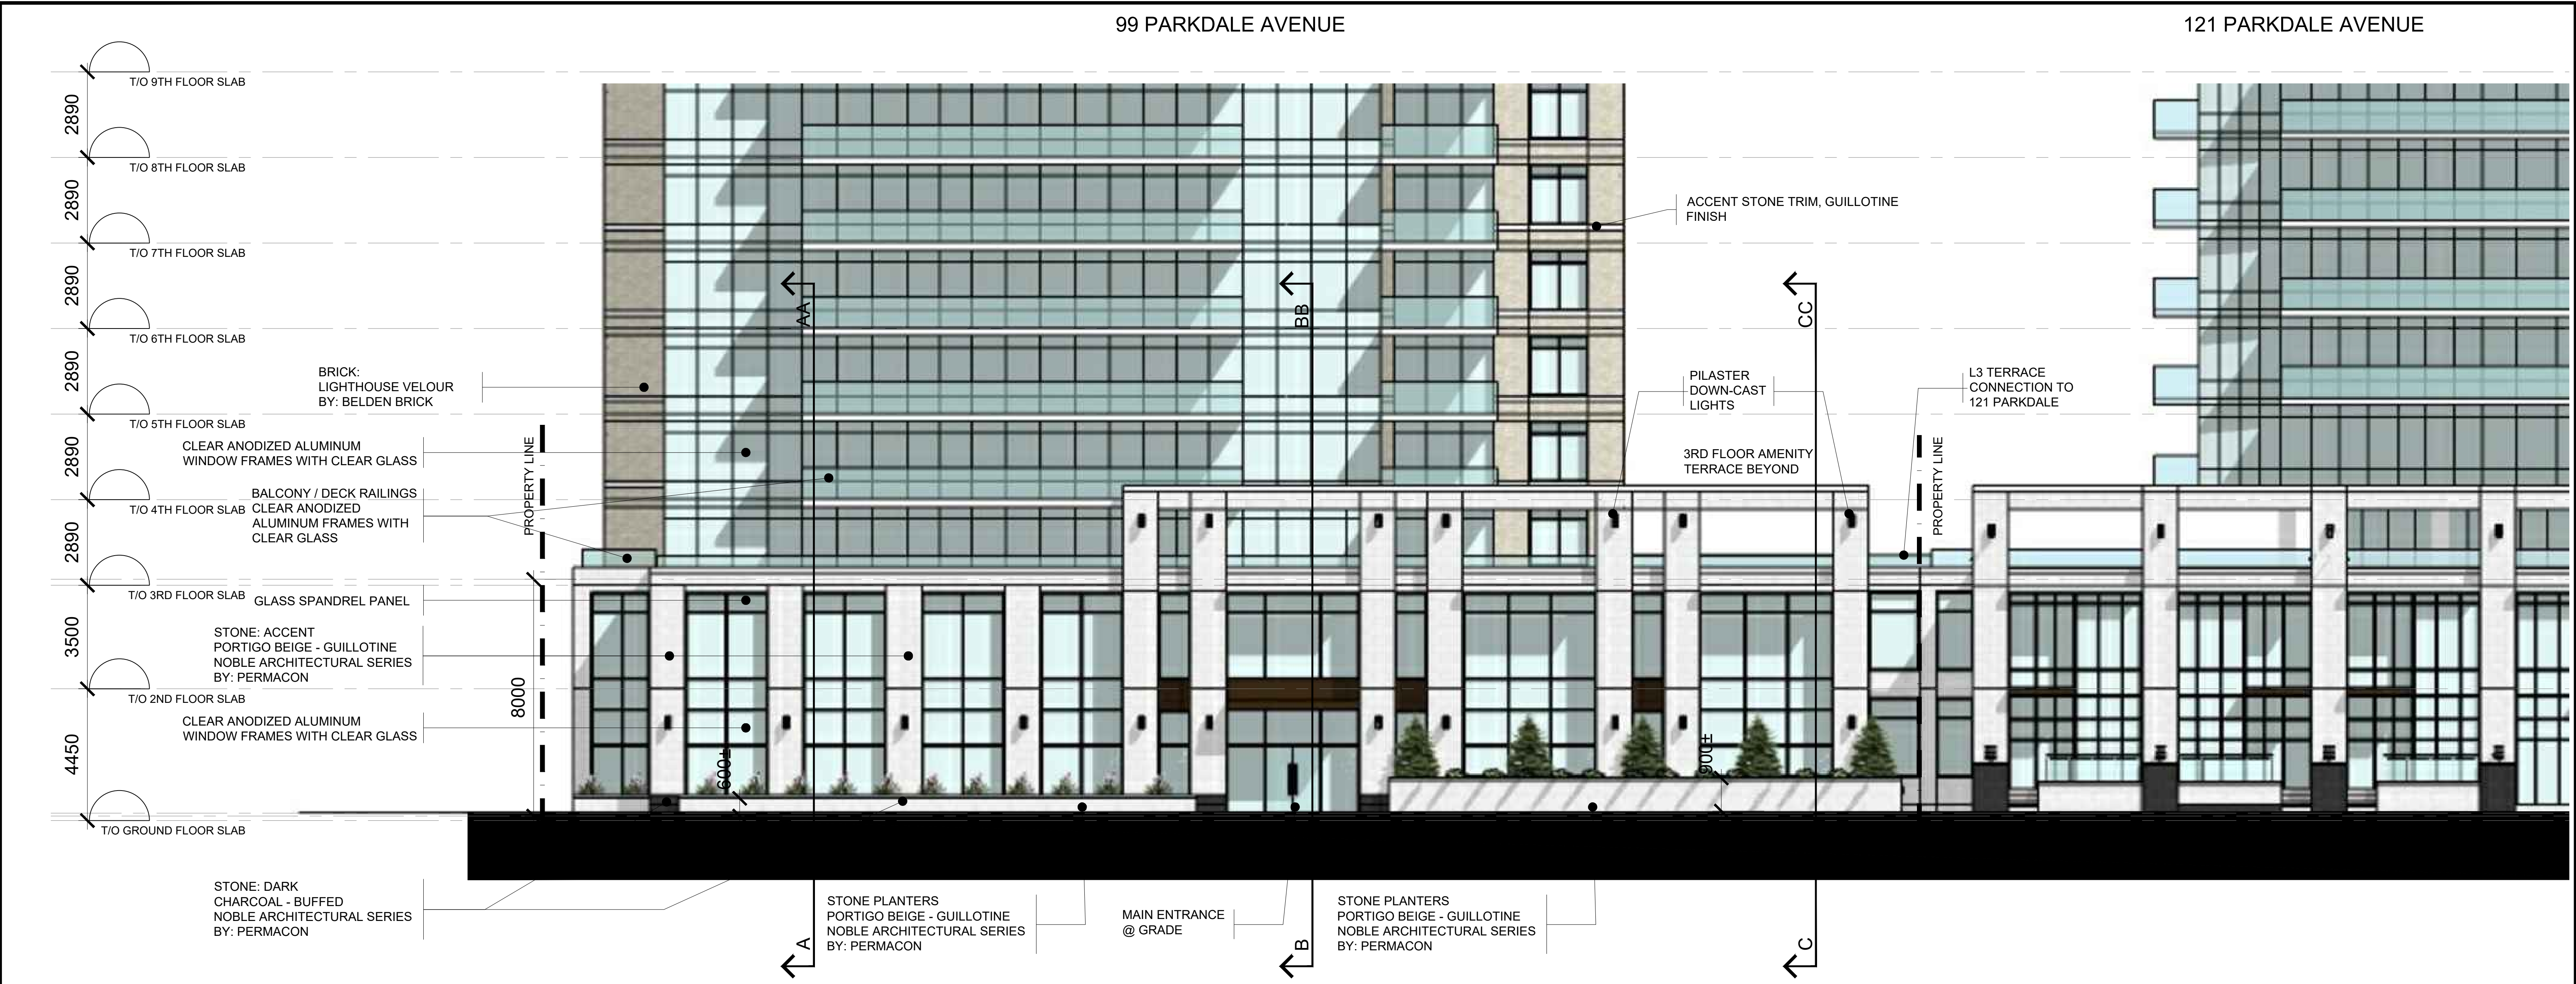 99 PARKDALE AVENUE
121 PARKDALE AVENUE
T/O 9TH FLOOR SLAB
2890
T/O 8TH FLOOR SLAB
2890
T/O 7TH FLOOR SLAB
2890
T/O 6TH FLOOR SLAB
2890
T/O 5TH FLOOR SLAB
2890
T/O 4TH FLOOR SLAB
2890
T/O 3RD FLOOR SLAB
3500
T/O 2ND FLOOR SLAB
4450
T/O GROUND FLOOR SLAB
8000
BRICK:
LIGHTHOUSE VELOUR
BY: BELDEN BRICK
CLEAR ANODIZED ALUMINUM
WINDOW FRAMES WITH CLEAR GLASS
BALCONY / DECK RAILINGS
CLEAR ANODIZED
ALUMINUM FRAMES WITH
CLEAR GLASS
GLASS SPANDREL PANEL
STONE: ACCENT
PORTIGO BEIGE - GUILLOTINE
NOBLE ARCHITECTURAL SERIES
BY: PERMACON
CLEAR ANODIZED ALUMINUM
WINDOW FRAMES WITH CLEAR GLASS
STONE: DARK
CHARCOAL - BUFFED
NOBLE ARCHITECTURAL SERIES
BY: PERMACON
PROPERTY LINE
600±
AA
BB
CC
ACCENT STONE TRIM, GUILLOTINE
FINISH
PILASTER
DOWN-CAST
LIGHTS
3RD FLOOR AMENITY
TERRACE BEYOND
L3 TERRACE
CONNECTION TO
121 PARKDALE
PROPERTY LINE
900±
STONE PLANTERS
PORTIGO BEIGE - GUILLOTINE
NOBLE ARCHITECTURAL SERIES
BY: PERMACON
MAIN ENTRANCE
@ GRADE
STONE PLANTERS
PORTIGO BEIGE - GUILLOTINE
NOBLE ARCHITECTURAL SERIES
BY: PERMACON
A
B
C